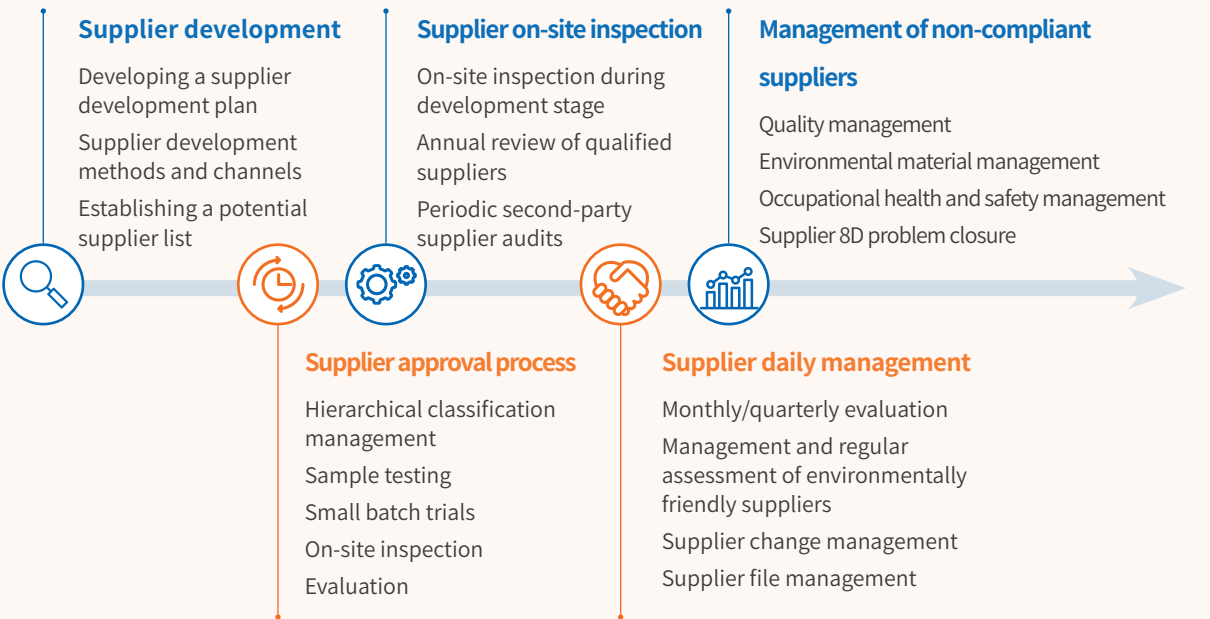 Supplier development
Developing a supplier
development plan
Supplier development
methods and channels
Establishing a potential
supplier list
Supplier on-site inspection
On-site inspection during
development stage
Annual review of qualified
suppliers
Periodic second-party
supplier audits
Management of non-compliant
suppliers
Quality management
Environmental material management
Occupational health and safety management
Supplier 8D problem closure
Supplier approval process
Hierarchical classification
management
Sample testing
Small batch trials
On-site inspection
Evaluation
Supplier daily management
Monthly/quarterly evaluation
Management and regular
assessment of environmentally
friendly suppliers
Supplier change management
Supplier file management